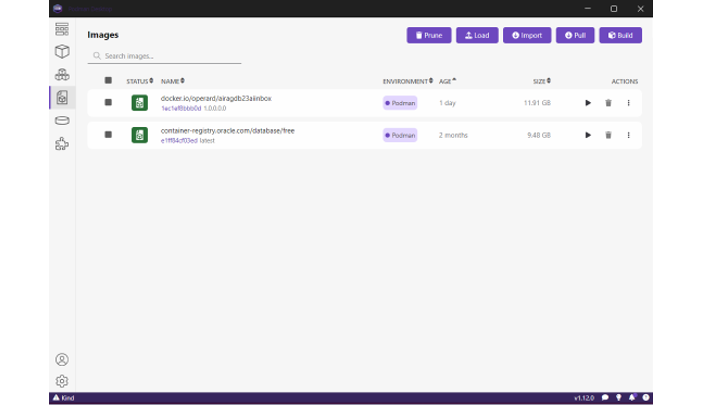 Images
Prune
Load
Import
Pull
Build
Search images...
STATUS NAME ENVIRONMENT AGE SIZE ACTIONS
docker.io/operard/airagdb23aiinbox
1ac1af8bbb0d 1.0.0.0.0 Podman 1 day 11.91 GB
container-registry.oracle.com/database/free
e1ff84cf03ed latest Podman 2 months 9.48 GB
Kind v1.12.0